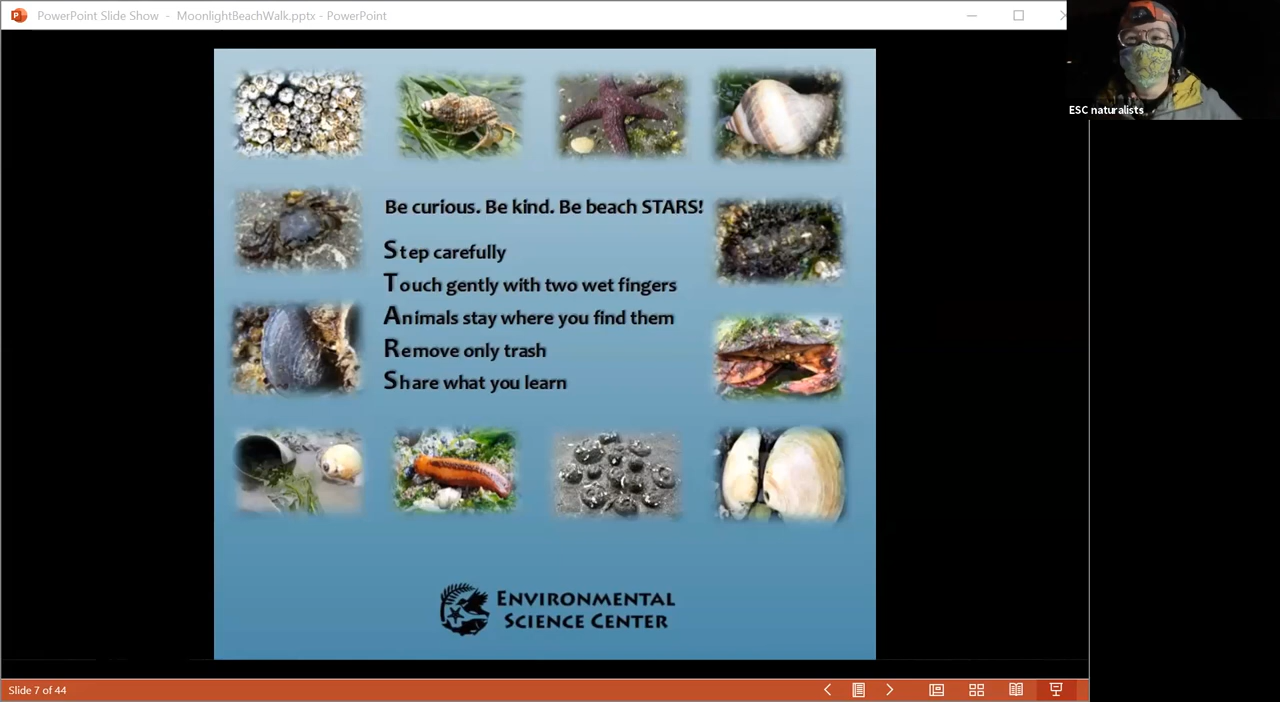 PowerPoint Slide Show - MoonlightBeachWalk.pptx - PowerPoint
ESC naturalists
Be curious. Be kind. Be beach STARS!
Step carefully
Touch gently with two wet fingers
Animals stay where you find them
Remove only trash
Share what you learn
ENVIRONMENTAL
SCIENCE CENTER
Slide 7 of 44